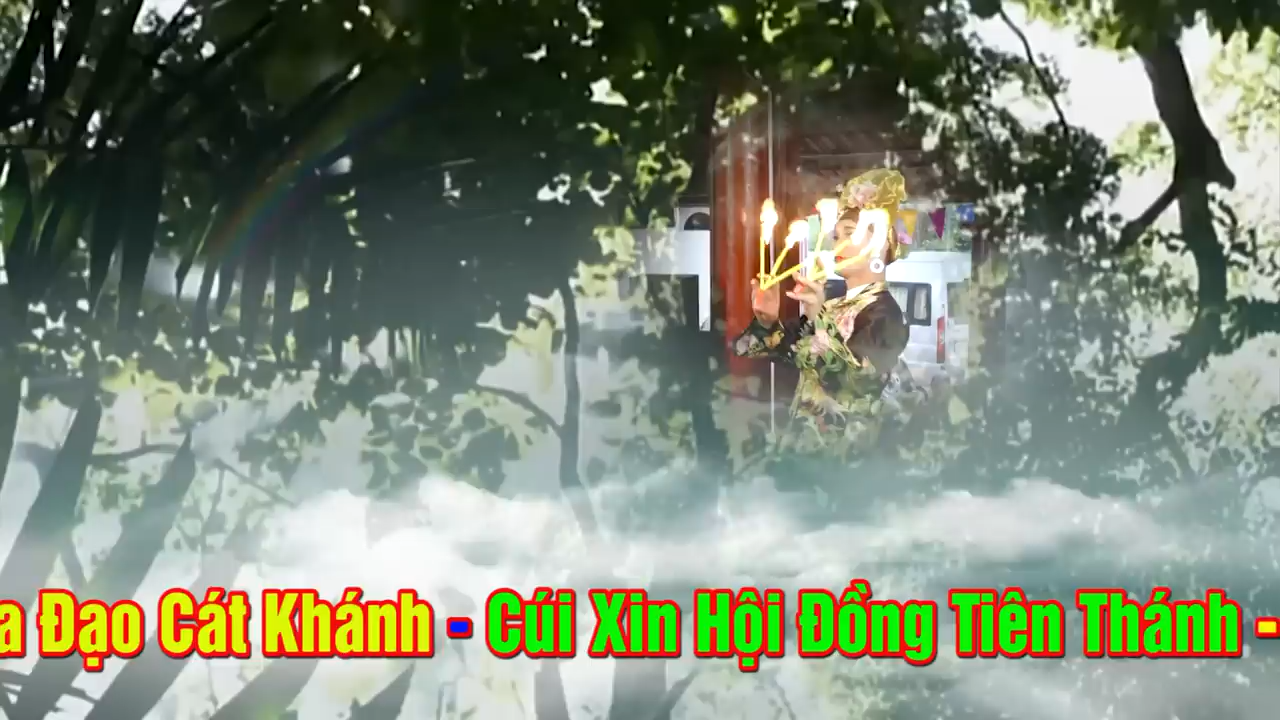 Đạo Cát Khánh - Cúi Xin Hội Đồng Tiên Thánh -